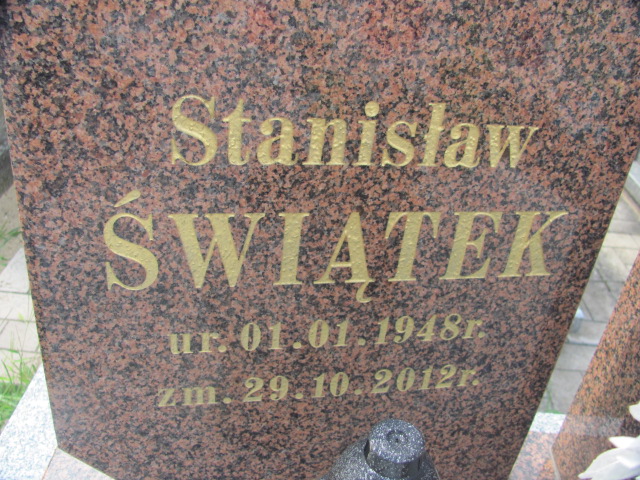 Stanisław
ŚWIĄTEK
ur. 01.01.1948r.
zm. 29.10.2012r.